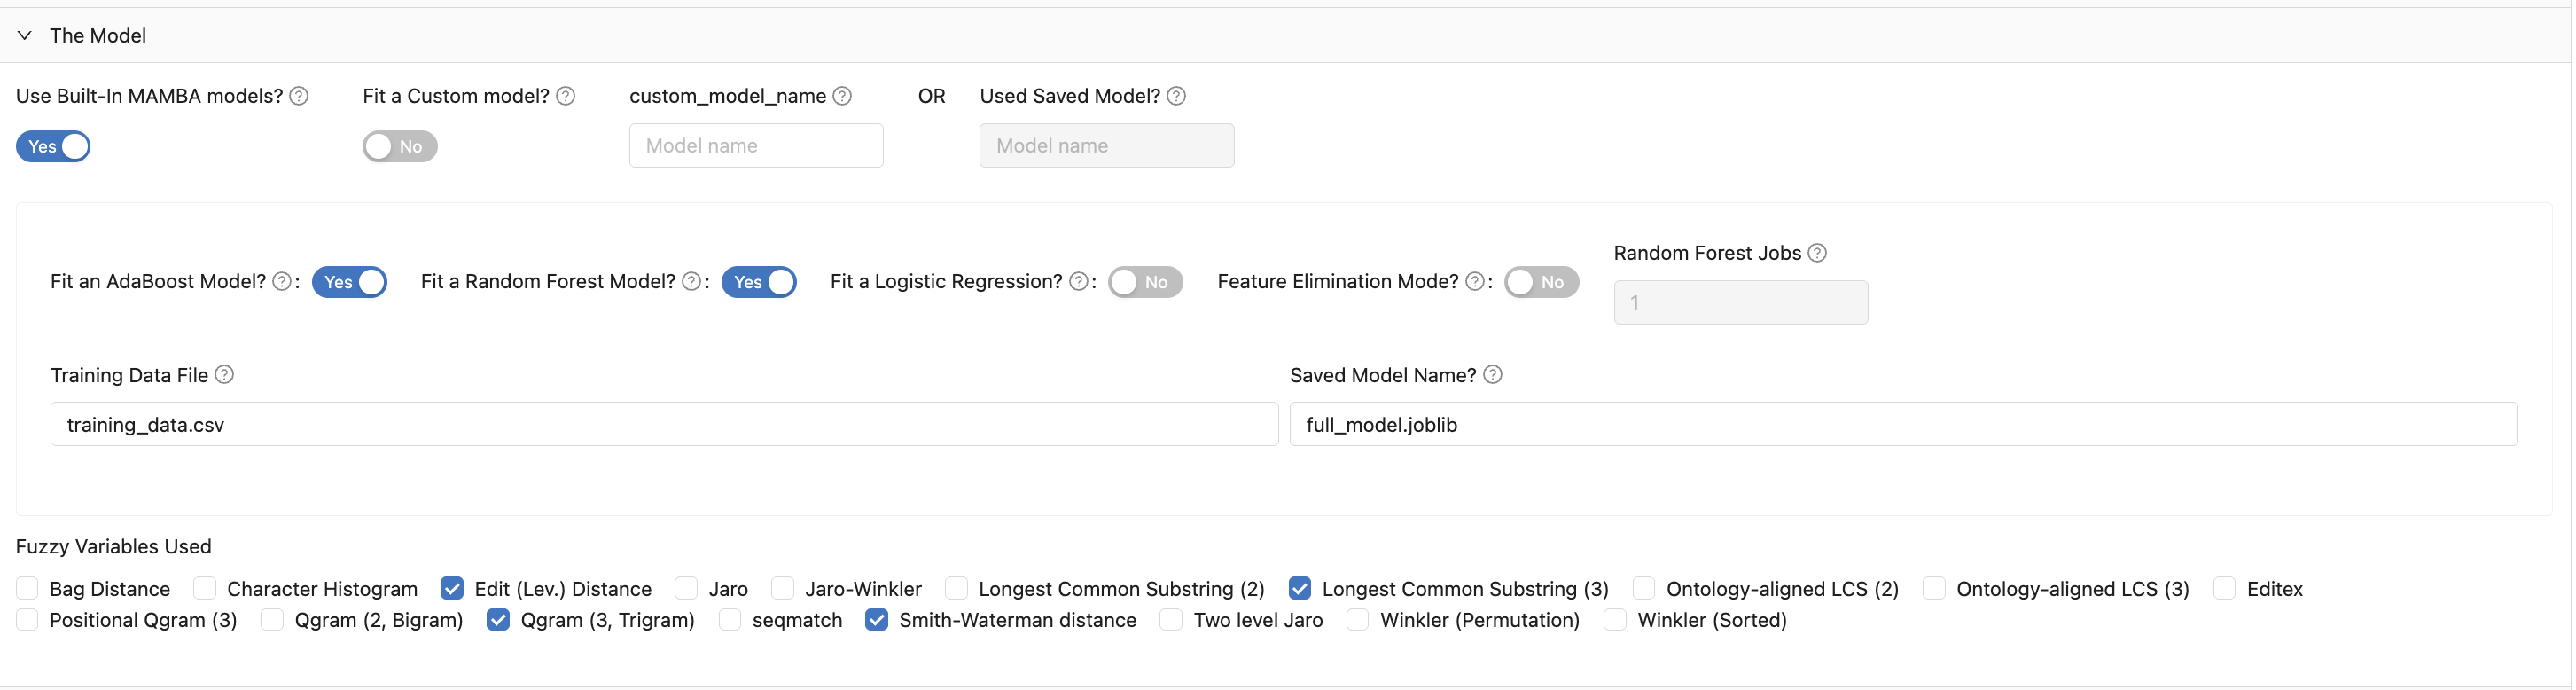 The Model
Use Built-In MAMBA models? Fit a Custom model? custom_model_name OR Used Saved Model?
Yes No Model name Model name
Random Forest Jobs
Fit an AdaBoost Model? : Yes Fit a Random Forest Model? : Yes Fit a Logistic Regression? : No Feature Elimination Mode? : No
1
Training Data File Saved Model Name?
training_data.csv full_model.joblib
Fuzzy Variables Used
Bag Distance Character Histogram Edit (Lev.) Distance Jaro Jaro-Winkler Longest Common Substring (2) Longest Common Substring (3) Ontology-aligned LCS (2) Ontology-aligned LCS (3) Editex
Positional Qgram (3) Qgram (2, Bigram) Qgram (3, Trigram) seqmatch Smith-Waterman distance Two level Jaro Winkler (Permutation) Winkler (Sorted)